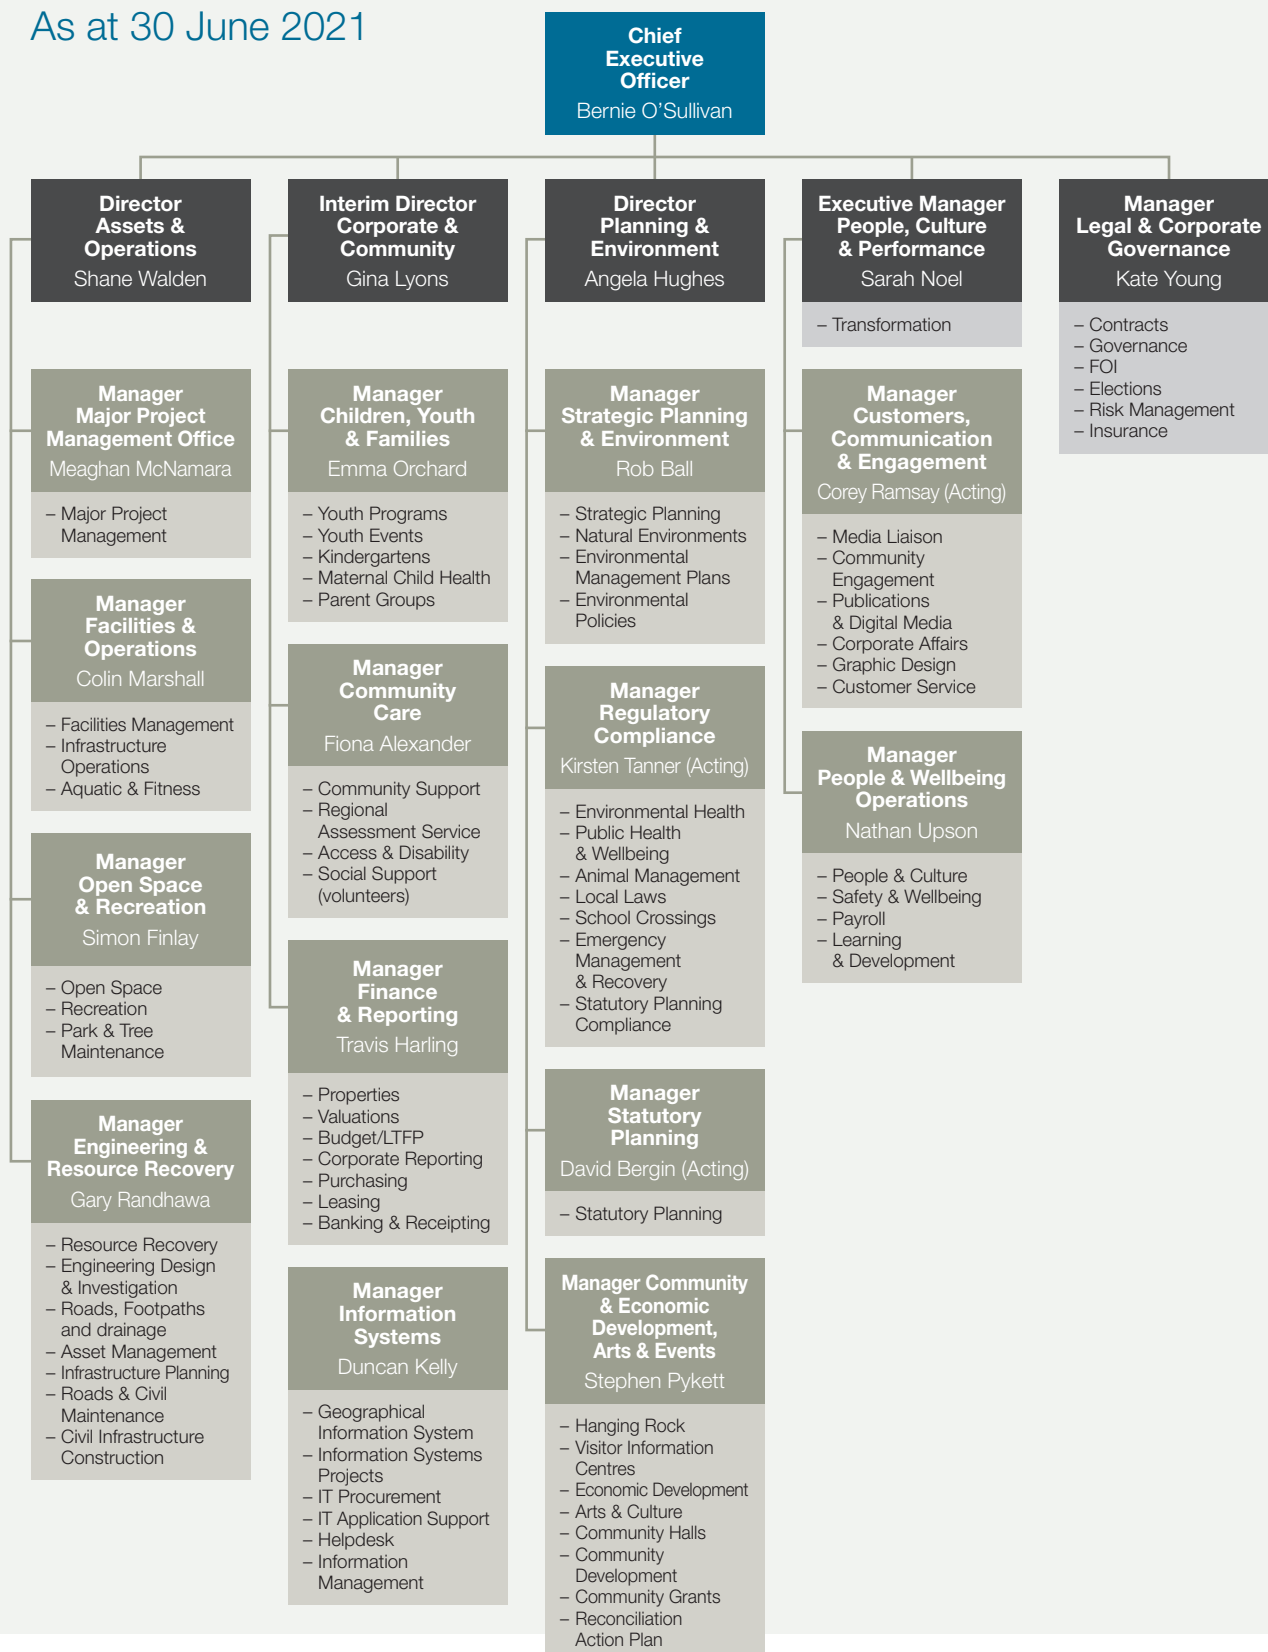 As at 30 June 2021
Chief
Executive
Officer
Bernie O’Sullivan
Director
Assets &
Operations
Shane Walden
Manager
Major Project
Management Office
Meaghan McNamara
– Major Project
Management
Manager
Facilities &
Operations
Colin Marshall
– Facilities Management
– Infrastructure
Operations
– Aquatic & Fitness
Manager
Open Space
& Recreation
Simon Finlay
– Open Space
– Recreation
– Park & Tree
Maintenance
Manager
Engineering &
Resource Recovery
Gary Randhawa
– Resource Recovery
– Engineering Design
& Investigation
– Roads, Footpaths
and drainage
– Asset Management
– Infrastructure Planning
– Roads & Civil
Maintenance
– Civil Infrastructure
Construction
Interim Director
Corporate &
Community
Gina Lyons
Manager
Children, Youth
& Families
Emma Orchard
– Youth Programs
– Youth Events
– Kindergartens
– Maternal Child Health
– Parent Groups
Manager
Community
Care
Fiona Alexander
– Community Support
– Regional
Assessment Service
– Access & Disability
– Social Support
(volunteers)
Manager
Finance
& Reporting
Travis Harling
– Properties
– Valuations
– Budget/LTFP
– Corporate Reporting
– Purchasing
– Leasing
– Banking & Receipting
Manager
Information
Systems
Duncan Kelly
– Geographical
Information System
– Information Systems
Projects
– IT Procurement
– IT Application Support
– Helpdesk
– Information
Management
Director
Planning &
Environment
Angela Hughes
Manager
Strategic Planning
& Environment
Rob Ball
– Strategic Planning
– Natural Environments
– Environmental
Management Plans
– Environmental
Policies
Manager
Regulatory
Compliance
Kirsten Tanner (Acting)
– Environmental Health
– Public Health
& Wellbeing
– Animal Management
– Local Laws
– School Crossings
– Emergency
Management
& Recovery
– Statutory Planning
Compliance
Manager
Statutory
Planning
David Bergin (Acting)
– Statutory Planning
Manager Community
& Economic
Development,
Arts & Events
Stephen Pykett
– Hanging Rock
– Visitor Information
Centres
– Economic Development
– Arts & Culture
– Community Halls
– Community
Development
– Community Grants
– Reconciliation
Action Plan
Executive Manager
People, Culture
& Performance
Sarah Noel
– Transformation
Manager
Customers,
Communication
& Engagement
Corey Ramsay (Acting)
– Media Liaison
– Community
Engagement
– Publications
& Digital Media
– Corporate Affairs
– Graphic Design
– Customer Service
Manager
People & Wellbeing
Operations
Nathan Upson
– People & Culture
– Safety & Wellbeing
– Payroll
– Learning
& Development
Manager
Legal & Corporate
Governance
Kate Young
– Contracts
– Governance
– FOI
– Elections
– Risk Management
– Insurance